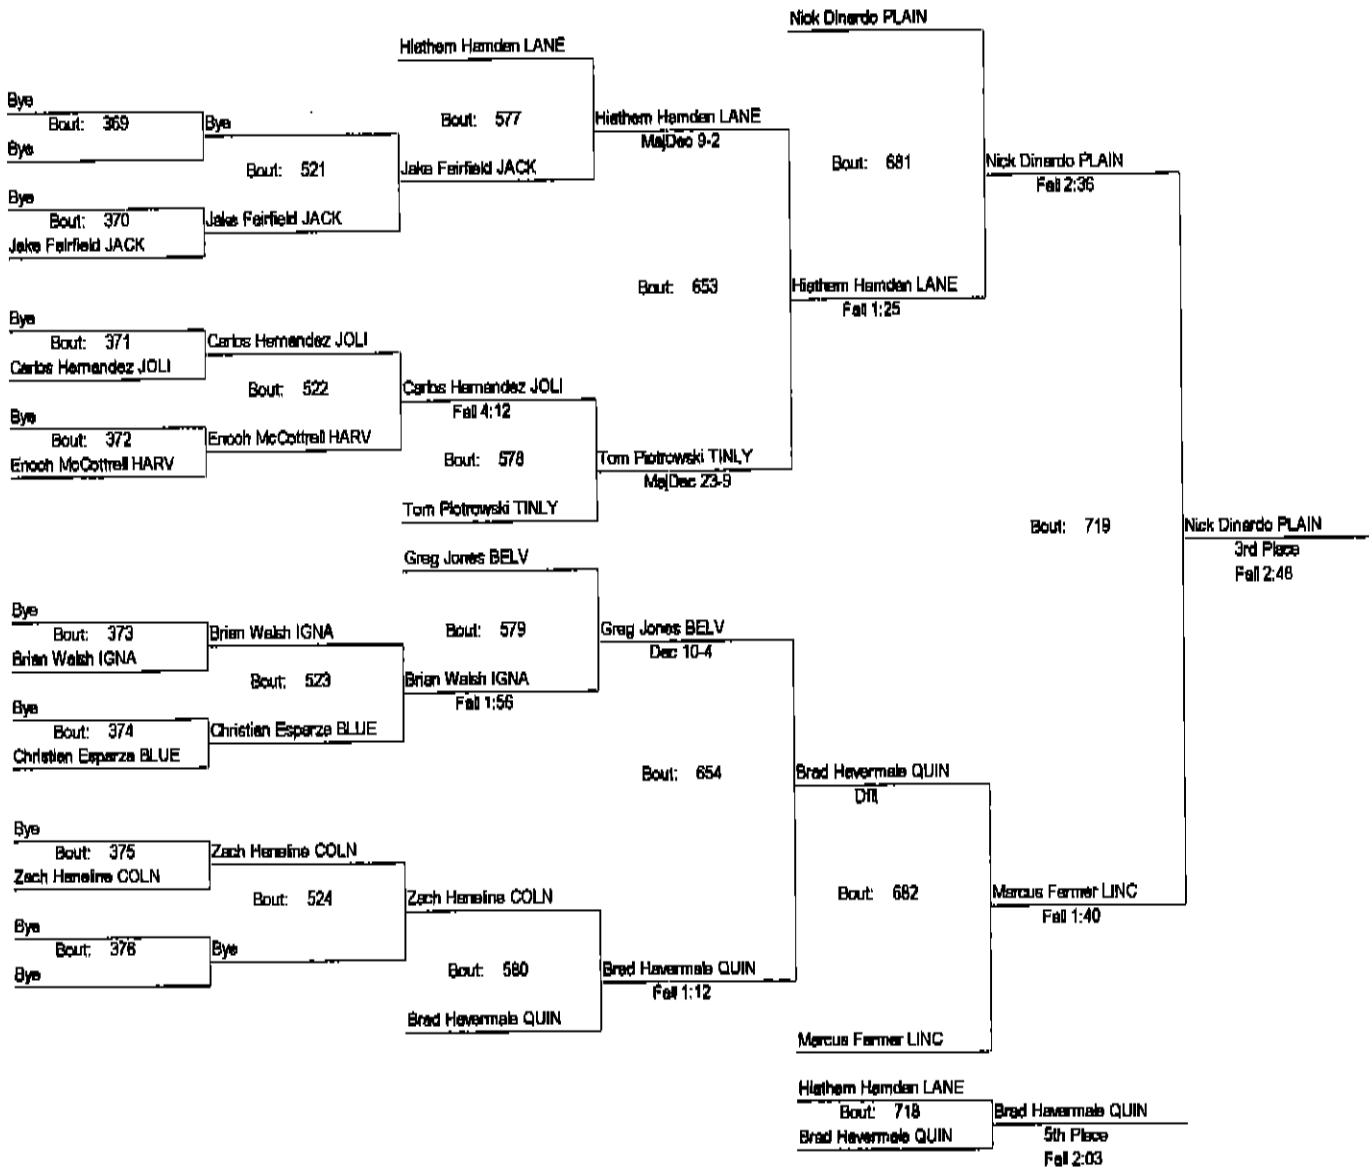 Nick Dinardo PLAIN
Hiathem Hamden LANE
Bye
Bout: 369
Bye
Bye
Bout: 577
Hiathem Hamden LANE
MajDec 9-2
Bout: 521
Jake Fairfield JACK
Bout: 681
Nick Dinardo PLAIN
Fall 2:36
Bye
Bout: 370
Jake Fairfield JACK
Jake Fairfield JACK
Bout: 653
Hiathem Hamden LANE
Fall 1:25
Bye
Bout: 371
Carlos Hernandez JOLI
Carlos Hernandez JOLI
Bout: 522
Carlos Hernandez JOLI
Fall 4:12
Bye
Bout: 372
Enoch McCottrell HARV
Enoch McCottrell HARV
Bout: 578
Tom Piotrowski TINLY
MajDec 23-9
Tom Piotrowski TINLY
Bout: 719
Nick Dinardo PLAIN
3rd Place
Fall 2:46
Greg Jones BELV
Bye
Bout: 373
Brian Walsh IGNA
Brian Walsh IGNA
Bout: 579
Greg Jones BELV
Dec 10-4
Bout: 523
Brian Walsh IGNA
Fall 1:56
Bye
Bout: 374
Christian Esparza BLUE
Christian Esparza BLUE
Bout: 654
Brad Havermale QUIN
Dflt
Bye
Bout: 375
Zach Haneline COLN
Zach Haneline COLN
Bout: 524
Zach Haneline COLN
Bout: 682
Marcus Farmer LINC
Fall 1:40
Bye
Bout: 376
Bye
Bye
Bout: 580
Brad Havermale QUIN
Fall 1:12
Brad Havermale QUIN
Marcus Farmer LINC
Hiathem Hamden LANE
Bout: 718
Brad Havermale QUIN
Brad Havermale QUIN
5th Place
Fall 2:03